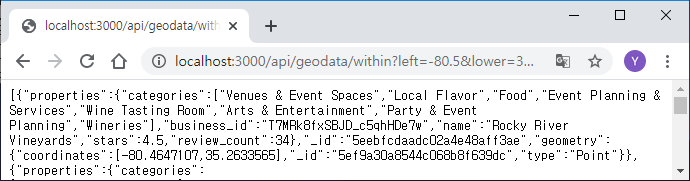 localhost:3000/api/geodata/within
localhost:3000/api/geodata/within?left=-80.5&lower=3...
Y
[{"properties":{"categories":["Venues & Event Spaces","Local Flavor","Food","Event Planning &
Services","Wine Tasting Room","Arts & Entertainment","Party & Event
Planning","Wineries"],"business_id":"T7MRk8fxSBJD_c5qhHDe7w","name":"Rocky River
Vineyards","stars":4.5,"review_count":34},"_id":"5eebfcdaadc02a4e48aff3ae","geometry":
{"coordinates":[-80.4647107,35.2633565],"_id":"5ef9a30a8544c068b8f639dc","type":"Point"}},
{"properties":{"categories":